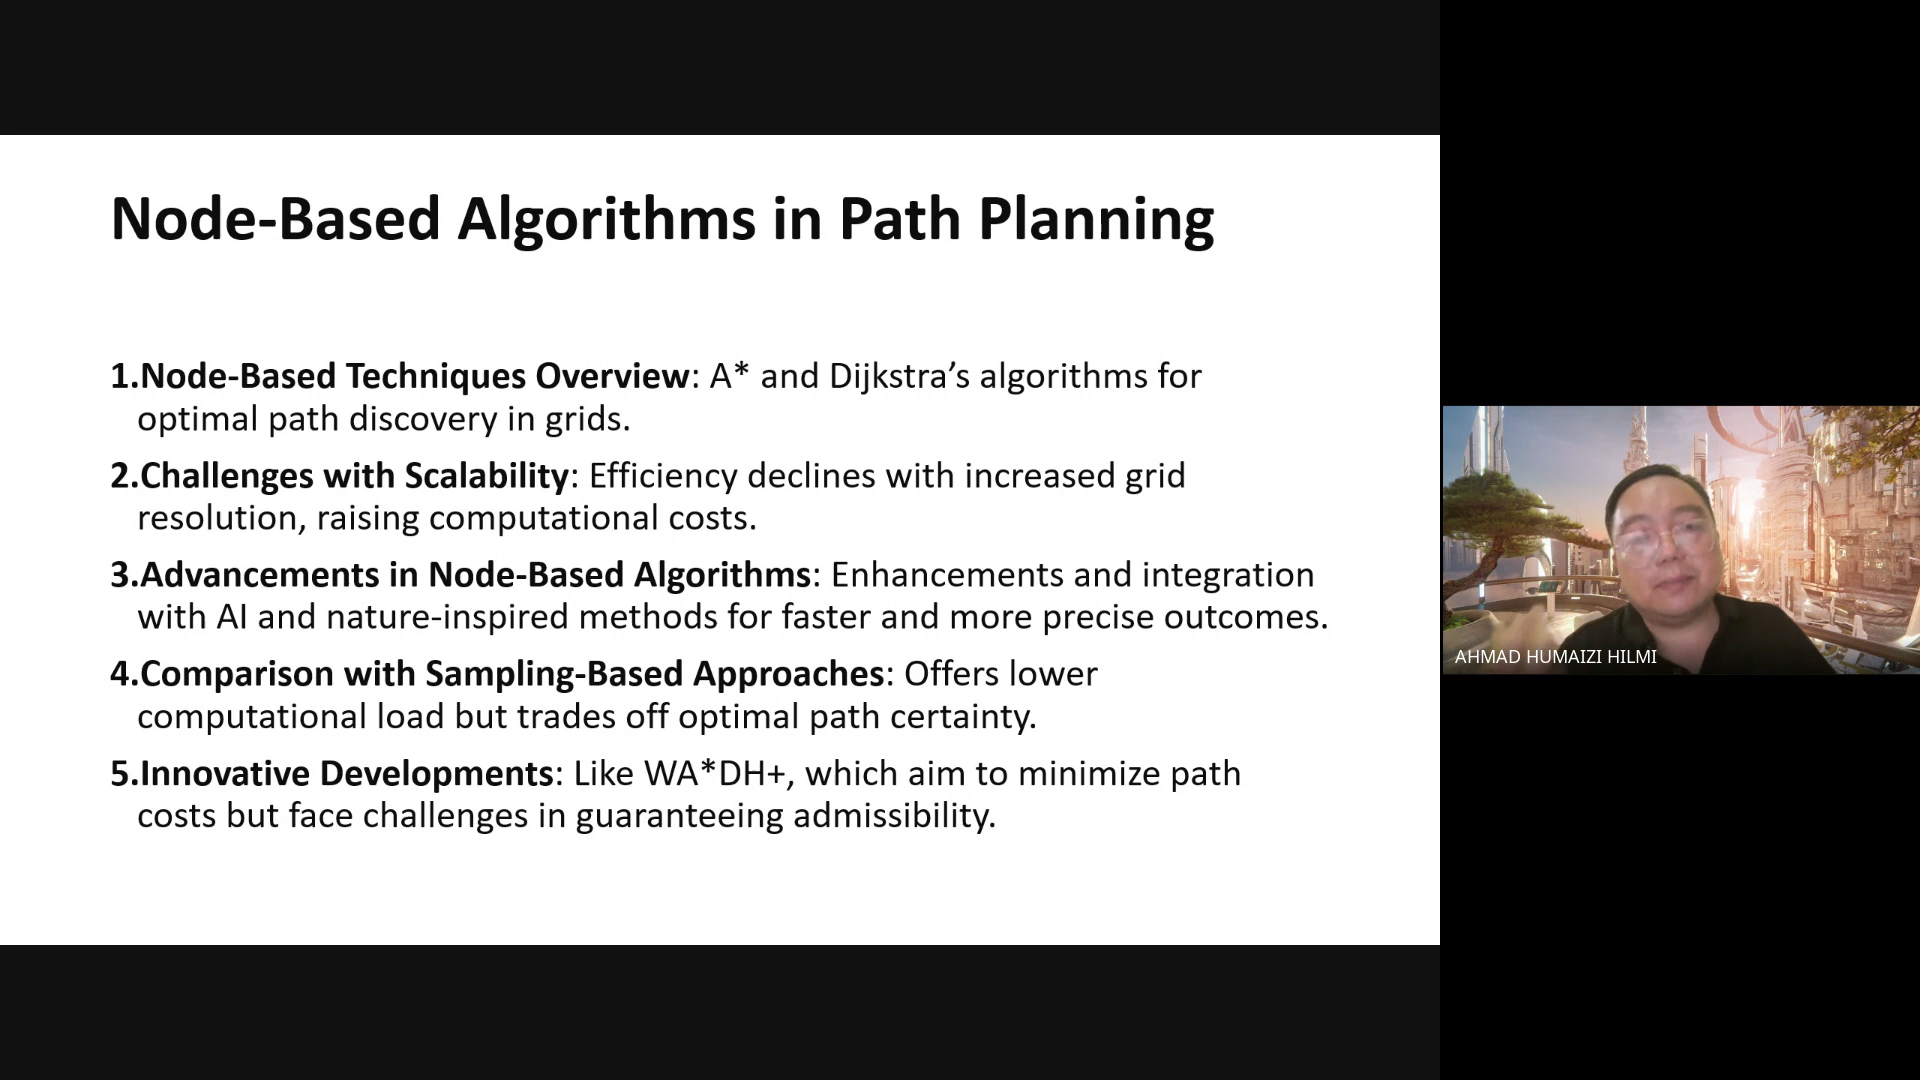 Node-Based Algorithms in Path Planning
1.Node-Based Techniques Overview: A* and Dijkstra’s algorithms for
optimal path discovery in grids.
2.Challenges with Scalability: Efficiency declines with increased grid
resolution, raising computational costs.
3.Advancements in Node-Based Algorithms: Enhancements and integration
with AI and nature-inspired methods for faster and more precise outcomes.
4.Comparison with Sampling-Based Approaches: Offers lower
computational load but trades off optimal path certainty.
5.Innovative Developments: Like WA*DH+, which aim to minimize path
costs but face challenges in guaranteeing admissibility.
AHMAD HUMAIZI HILMI